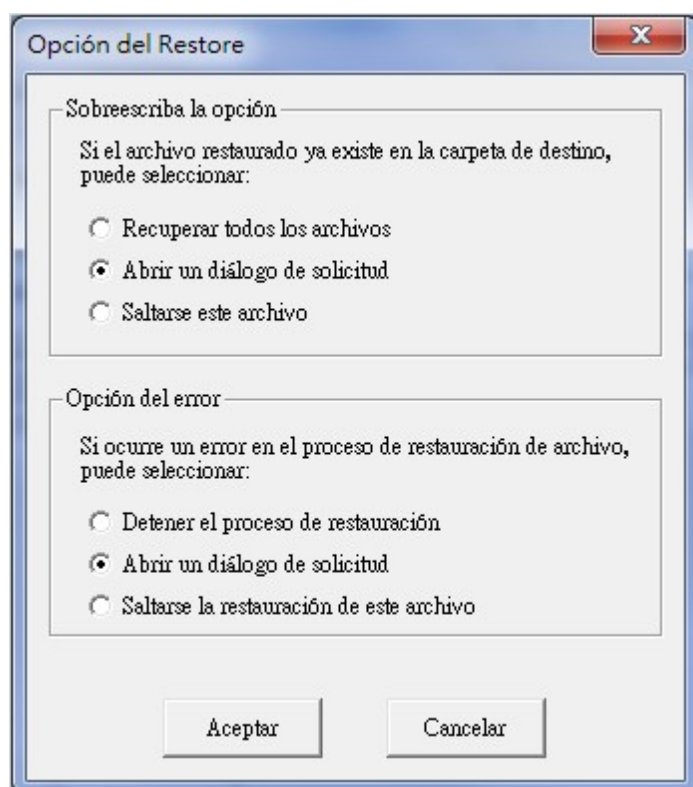 Opción del Restore
Sobreescriba la opción
Si el archivo restaurado ya existe en la carpeta de destino,
puede seleccionar:
Recuperar todos los archivos
Abrir un diálogo de solicitud
Saltarse este archivo
Opción del error
Si ocurre un error en el proceso de restauración de archivo,
puede seleccionar:
Detener el proceso de restauración
Abrir un diálogo de solicitud
Saltarse la restauración de este archivo
Aceptar
Cancelar